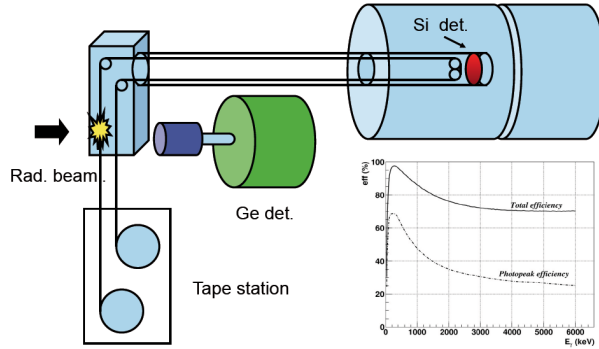 Si det.
Rad. beam.
Ge det.
Tape station
eff (%)
100
80
60
40
20
0
Total efficiency
Photopeak efficiency
0 1000 2000 3000 4000 5000 6000
Eγ (keV)